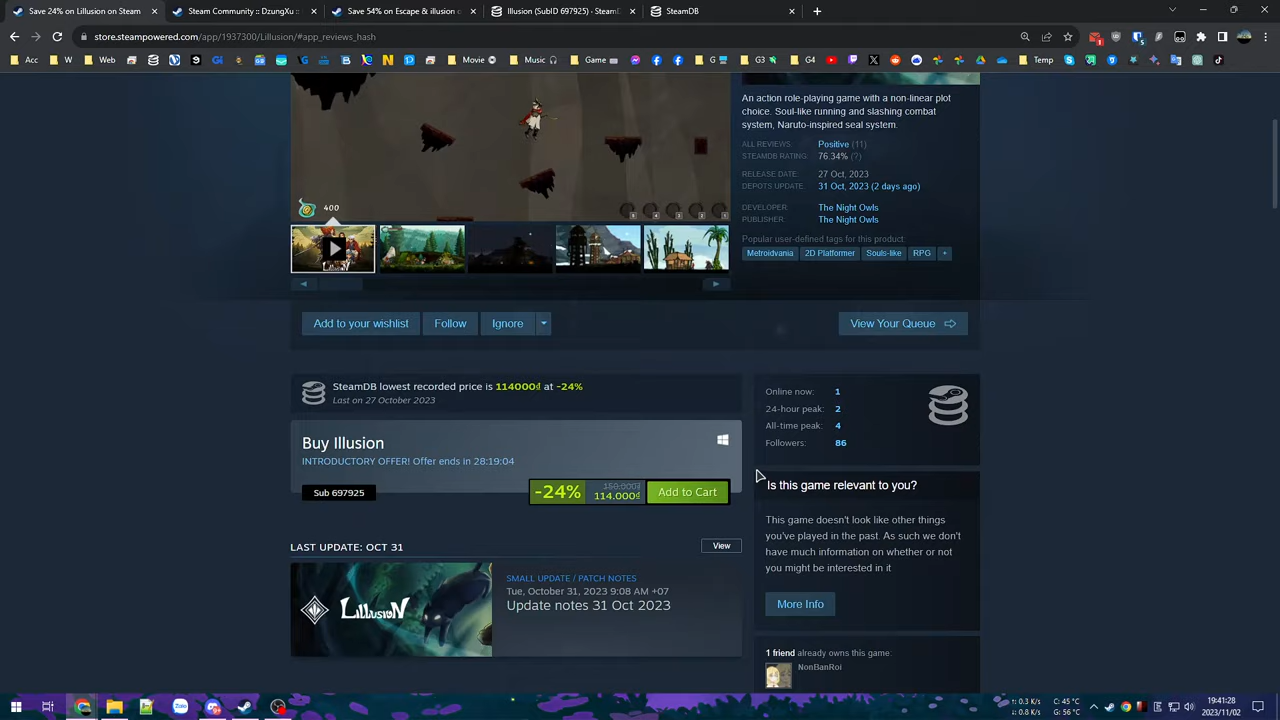 Save 24% on Lillusion on Steam
Steam Community :: DzungXu ::
Save 54% on Escape & illusion c
Illusion (SubID 697925) - SteamD
SteamDB
store.steampowered.com/app/1937300/Lillusion/#app_reviews_hash
Acc
W
Web
Movie
Music
Game
G
G3
G4
Temp
400
An action role-playing game with a non-linear plot
choice. Soul-like running and slashing combat
system, Naruto-inspired seal system.
ALL REVIEWS: Positive (11)
STEAMDB RATING: 76.34% (?)
RELEASE DATE: 27 Oct, 2023
DEPOTS UPDATE: 31 Oct, 2023 (2 days ago)
DEVELOPER: The Night Owls
PUBLISHER: The Night Owls
Popular user-defined tags for this product:
Metroidvania 2D Platformer Souls-like RPG +
Add to your wishlist
Follow
Ignore
View Your Queue
SteamDB lowest recorded price is 114000₫ at -24%
Last on 27 October 2023
Online now: 1
24-hour peak: 2
All-time peak: 4
Followers: 86
Buy Illusion
INTRODUCTORY OFFER! Offer ends in 28:19:04
Sub 697925
-24%
150.000₫
114.000₫
Add to Cart
Is this game relevant to you?
This game doesn't look like other things
you've played in the past. As such we don't
have much information on whether or not
you might be interested in it
More Info
LAST UPDATE: OCT 31
View
LILLUSION
SMALL UPDATE / PATCH NOTES
Tue, October 31, 2023 9:08 AM +07
Update notes 31 Oct 2023
1 friend already owns this game:
NonBanRoi
Zalo
t: 0.3 K/s
↓: 0.8 K/s
C: 45 °C
G: 56 °C
19:41:28
2023/11/02